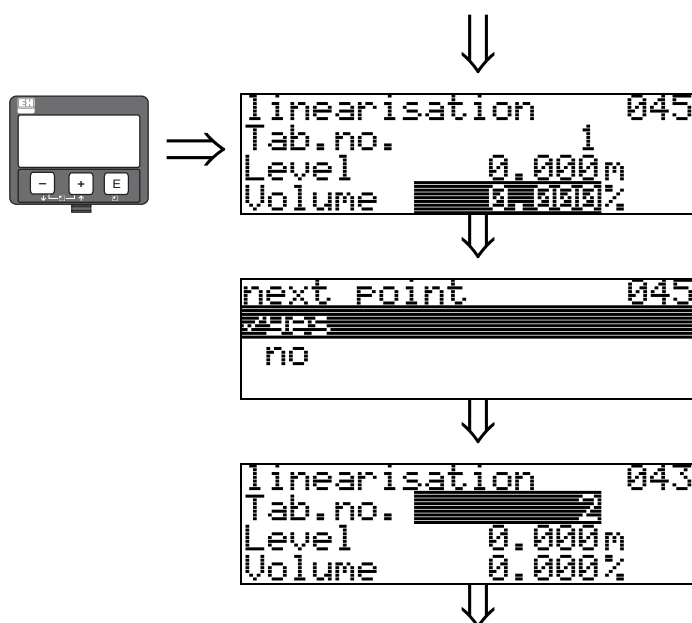 EH
linearisation 045
Tab.no. 1
Level 0.000m
Volume 0.000%
- + E
next point 045
✓yes
no
linearisation 043
Tab.no. 2
Level 0.000m
Volume 0.000%